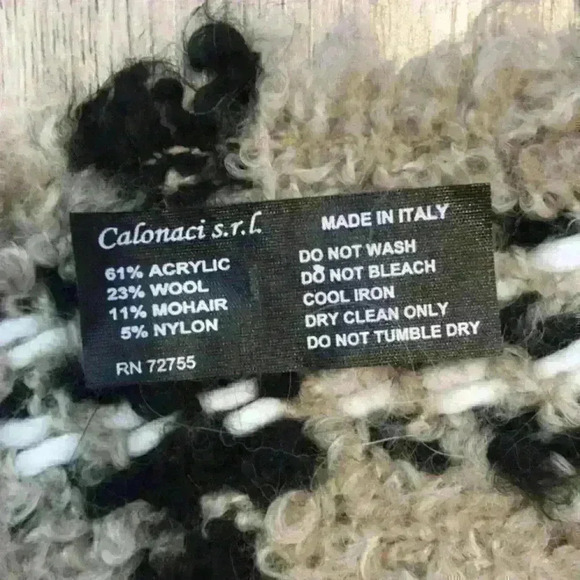 Calonaci s.r.l.
61% ACRYLIC
23% WOOL
11% MOHAIR
5% NYLON
RN 72755
MADE IN ITALY
DO NOT WASH
DO NOT BLEACH
COOL IRON
DRY CLEAN ONLY
DO NOT TUMBLE DRY